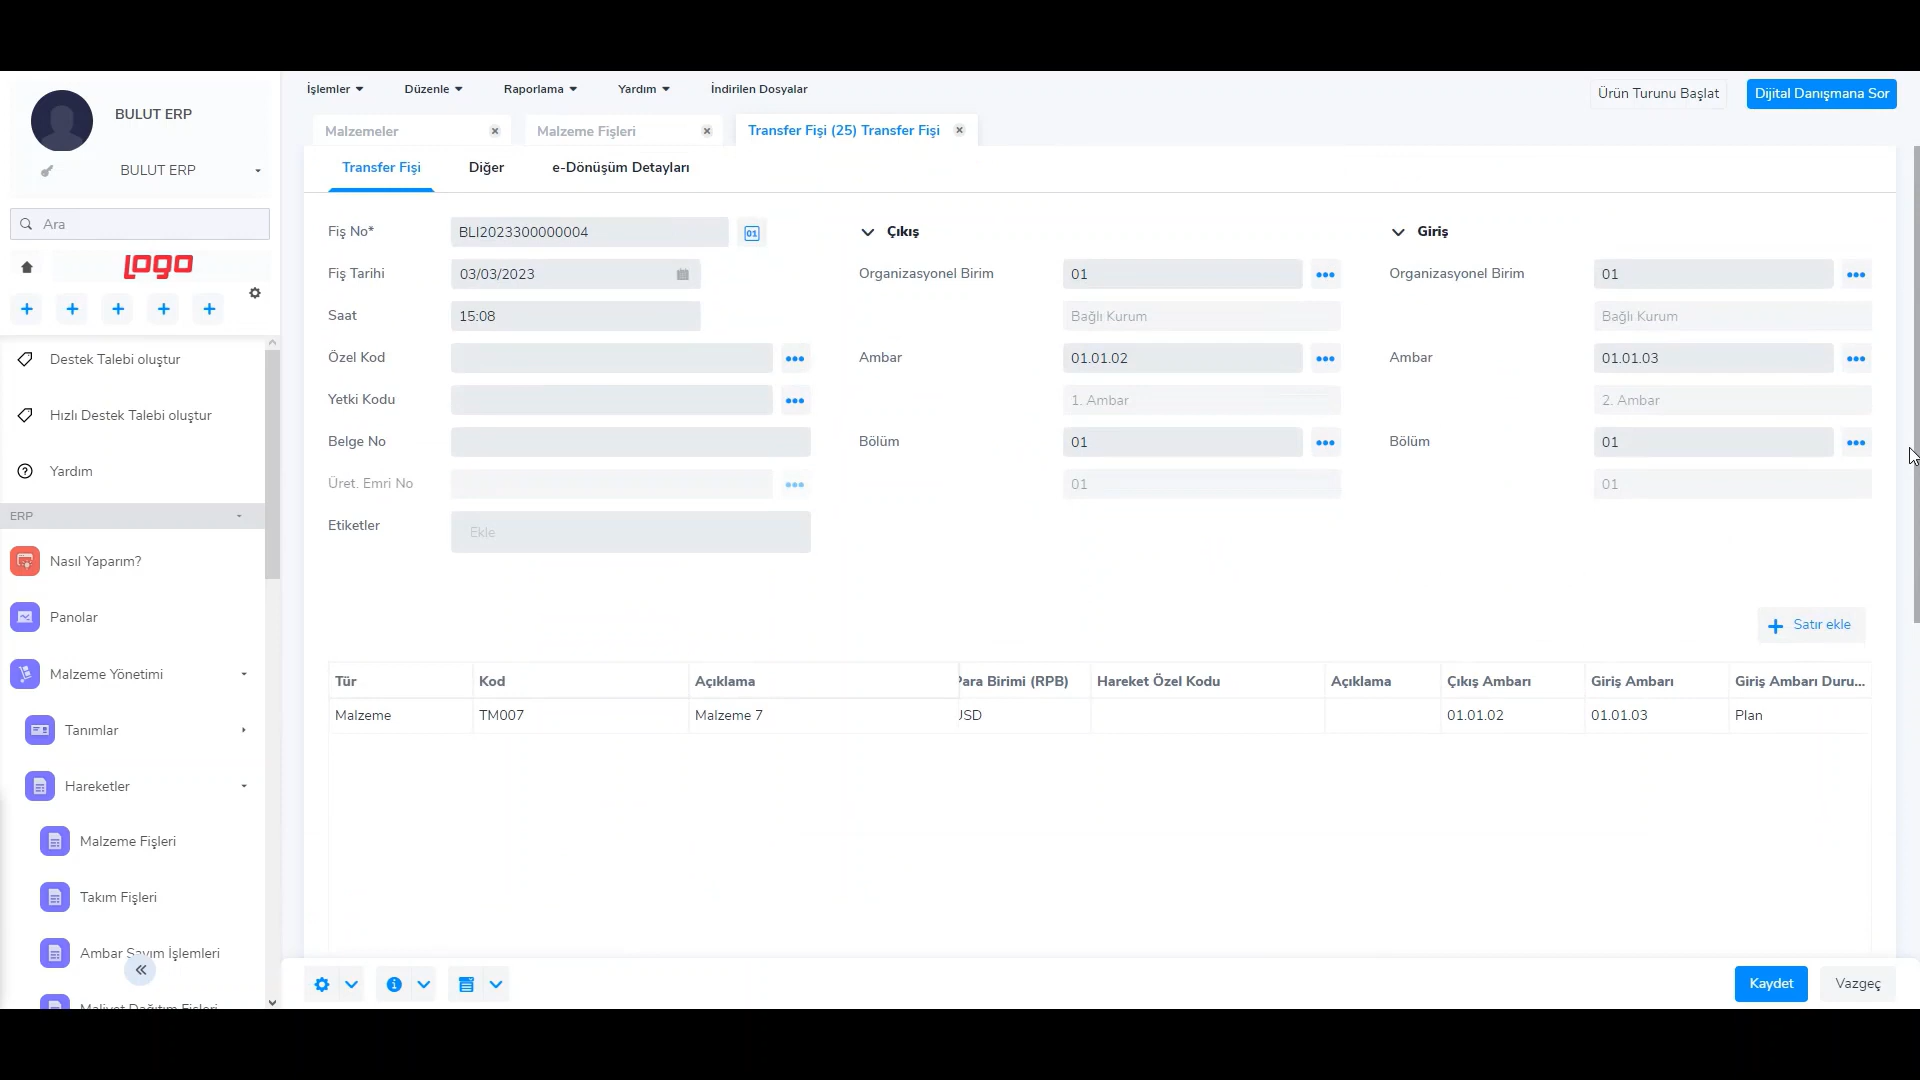 BULUT ERP
BULUT ERP
Ara
LOGO
Destek Talebi oluştur
Hızlı Destek Talebi oluştur
Yardım
ERP
Nasıl Yaparım?
Panolar
Malzeme Yönetimi
Tanımlar
Hareketler
Malzeme Fişleri
Takım Fişleri
Ambar Sayım İşlemleri
Maliyet Dağıtım Fişleri
İşlemler Düzenle Raporlama Yardım İndirilen Dosyalar
Ürün Turunu Başlat Dijital Danışmana Sor
Malzemeler Malzeme Fişleri Transfer Fişi (25) Transfer Fişi
Transfer Fişi Diğer e-Dönüşüm Detayları
Fiş No* BLI2023300000004 01
Fiş Tarihi 03/03/2023
Saat 15:08
Özel Kod
Yetki Kodu
Belge No
Üret. Emri No
Etiketler Ekle
Çıkış
Organizasyonel Birim 01
Bağlı Kurum
Ambar 01.01.02
1. Ambar
Bölüm 01
01
Giriş
Organizasyonel Birim 01
Bağlı Kurum
Ambar 01.01.03
2. Ambar
Bölüm 01
01
Satır ekle
Tür Kod Açıklama Para Birimi (RPB) Hareket Özel Kodu Açıklama Çıkış Ambarı Giriş Ambarı Giriş Ambarı Duru...
Malzeme TM007 Malzeme 7 JSD 01.01.02 01.01.03 Plan
Kaydet Vazgeç